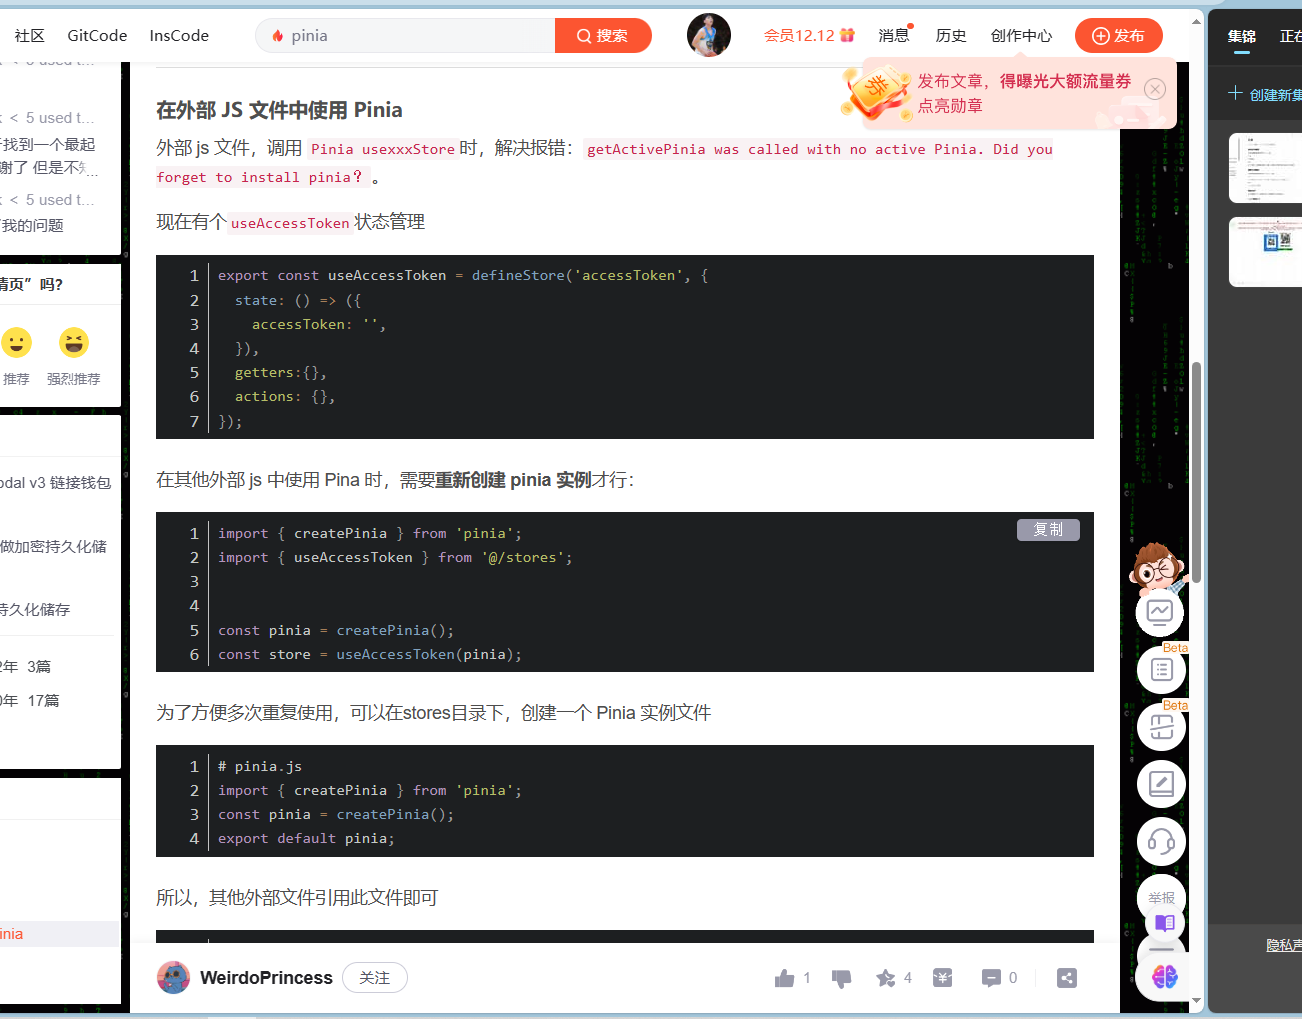 社区 GitCode InsCode pinia 搜索 会员12.12 消息 历史 创作中心 发布
集锦 正在
发布文章，得曝光大额流量券
点亮勋章
创建新集
< 5 used t...
< 5 used t...
找到一个最起
谢了 但是不知...
< 5 used t...
我的问题
情页”吗?
推荐 强烈推荐
odal v3 链接钱包
做加密持久化储
持久化储存
2年 3篇
0年 17篇
inia
在外部 JS 文件中使用 Pinia
外部 js 文件，调用 Pinia usexxxStore 时，解决报错：getActivePinia was called with no active Pinia. Did you
forget to install pinia? 。
现在有个 useAccessToken 状态管理
1 export const useAccessToken = defineStore('accessToken', {
2 state: () => ({
3 accessToken: '',
4 }),
5 getters:{},
6 actions: {},
7 });
在其他外部 js 中使用 Pina 时，需要重新创建 pinia 实例才行：
复制
1 import { createPinia } from 'pinia';
2 import { useAccessToken } from '@/stores';
3
4
5 const pinia = createPinia();
6 const store = useAccessToken(pinia);
为了方便多次重复使用，可以在stores目录下，创建一个 Pinia 实例文件
1 # pinia.js
2 import { createPinia } from 'pinia';
3 const pinia = createPinia();
4 export default pinia;
所以，其他外部文件引用此文件即可
WeirdoPrincess 关注 1 4 0
Beta
Beta
举报
隐私声